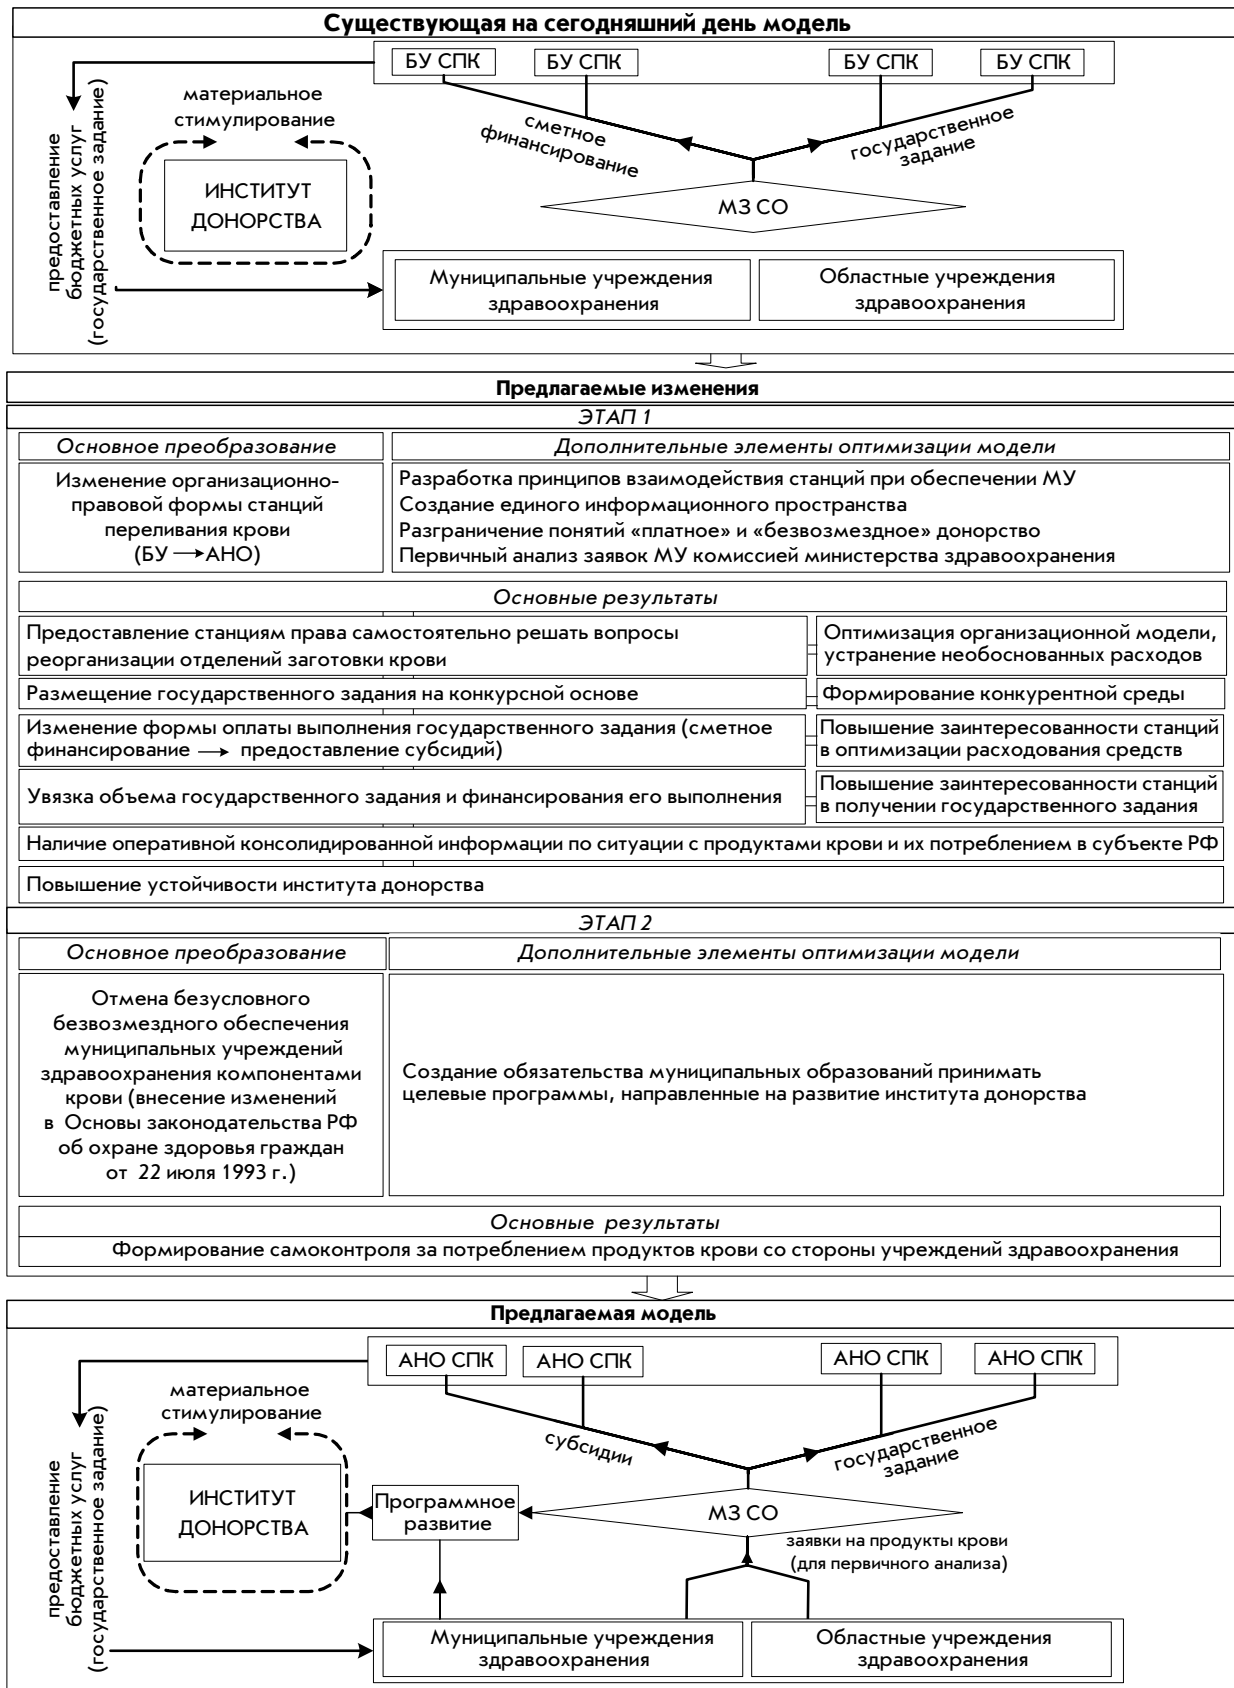 Существующая на сегодняшний день модель
БУ СПК
БУ СПК
БУ СПК
БУ СПК
предоставление
бюджетных услуг
(государственное задание)
материальное
стимулирование
ИНСТИТУТ
ДОНОРСТВА
сметное
финансирование
государственное
задание
МЗ СО
Муниципальные учреждения
здравоохранения
Областные учреждения
здравоохранения
Предлагаемые изменения
ЭТАП 1
Основное преобразование
Дополнительные элементы оптимизации модели
Изменение организационно-
правовой формы станций
переливания крови
(БУ → АНО)
Разработка принципов взаимодействия станций при обеспечении МУ
Создание единого информационного пространства
Разграничение понятий «платное» и «безвозмездное» донорство
Первичный анализ заявок МУ комиссией министерства здравоохранения
Основные результаты
Предоставление станциям права самостоятельно решать вопросы
реорганизации отделений заготовки крови
Оптимизация организационной модели,
устранение необоснованных расходов
Размещение государственного задания на конкурсной основе
Формирование конкурентной среды
Изменение формы оплаты выполнения государственного задания (сметное
финансирование → предоставление субсидий)
Повышение заинтересованности станций
в оптимизации расходования средств
Увязка объема государственного задания и финансирования его выполнения
Повышение заинтересованности станций
в получении государственного задания
Наличие оперативной консолидированной информации по ситуации с продуктами крови и их потреблением в субъекте РФ
Повышение устойчивости института донорства
ЭТАП 2
Основное преобразование
Дополнительные элементы оптимизации модели
Отмена безусловного
безвозмездного обеспечения
муниципальных учреждений
здравоохранения компонентами
крови (внесение изменений
в Основы законодательства РФ
об охране здоровья граждан
от 22 июля 1993 г.)
Создание обязательства муниципальных образований принимать
целевые программы, направленные на развитие института донорства
Основные результаты
Формирование самоконтроля за потреблением продуктов крови со стороны учреждений здравоохранения
Предлагаемая модель
АНО СПК
АНО СПК
АНО СПК
АНО СПК
предоставление
бюджетных услуг
(государственное задание)
материальное
стимулирование
ИНСТИТУТ
ДОНОРСТВА
субсидии
государственное
задание
Программное
развитие
МЗ СО
заявки на продукты крови
(для первичного анализа)
Муниципальные учреждения
здравоохранения
Областные учреждения
здравоохранения